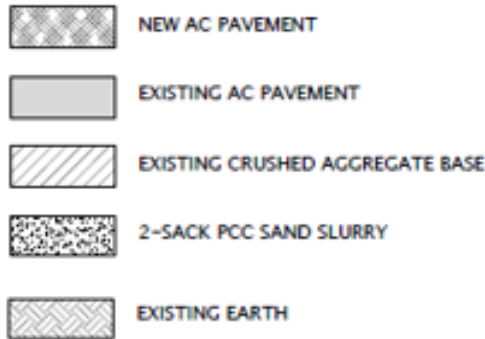 NEW AC PAVEMENT
EXISTING AC PAVEMENT
EXISTING CRUSHED AGGREGATE BASE
2-SACK PCC SAND SLURRY
EXISTING EARTH